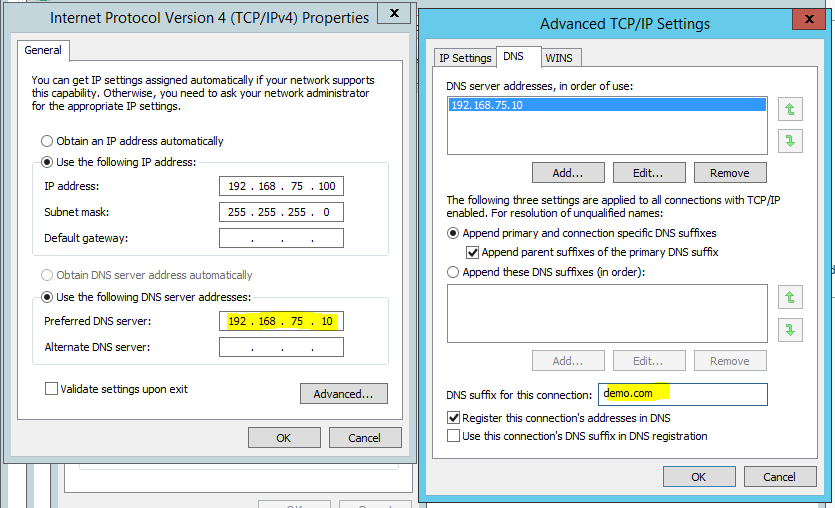 Internet Protocol Version 4 (TCP/IPv4) Properties
X
General
You can get IP settings assigned automatically if your network supports
this capability. Otherwise, you need to ask your network administrator
for the appropriate IP settings.
Obtain an IP address automatically
Use the following IP address:
IP address: 192 . 168 . 75 . 100
Subnet mask: 255 . 255 . 255 . 0
Default gateway: . . .
Obtain DNS server address automatically
Use the following DNS server addresses:
Preferred DNS server: 192 . 168 . 75 . 10
Alternate DNS server: . . .
Validate settings upon exit
Advanced...
OK Cancel
Advanced TCP/IP Settings
X
IP Settings DNS WINS
DNS server addresses, in order of use:
192.168.75.10
Add... Edit... Remove
The following three settings are applied to all connections with TCP/IP
enabled. For resolution of unqualified names:
Append primary and connection specific DNS suffixes
Append parent suffixes of the primary DNS suffix
Append these DNS suffixes (in order):
Add... Edit... Remove
DNS suffix for this connection: demo.com
Register this connection's addresses in DNS
Use this connection's DNS suffix in DNS registration
OK Cancel